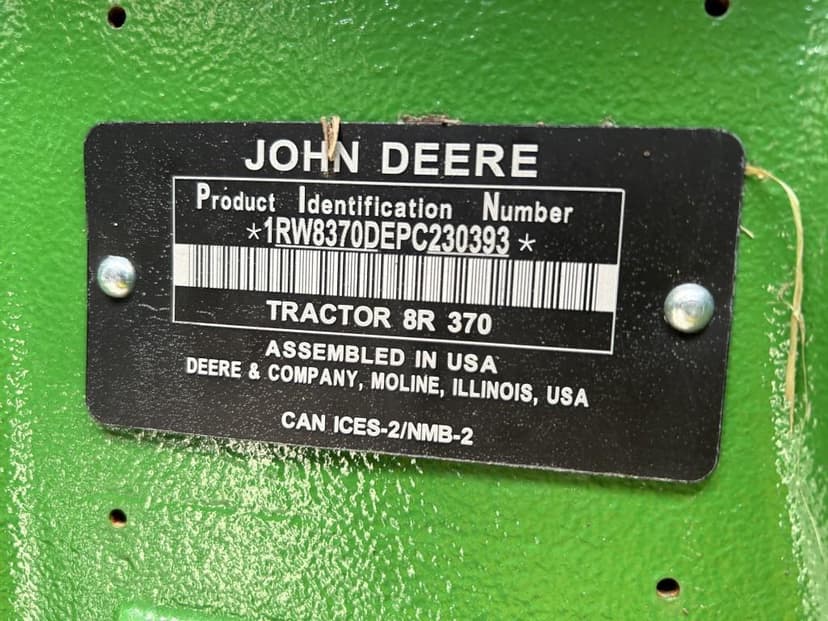 JOHN DEERE
Product Identification Number
*1RW8370DEPC230393*
TRACTOR 8R 370
ASSEMBLED IN USA
DEERE & COMPANY, MOLINE, ILLINOIS, USA
CAN ICES-2/NMB-2